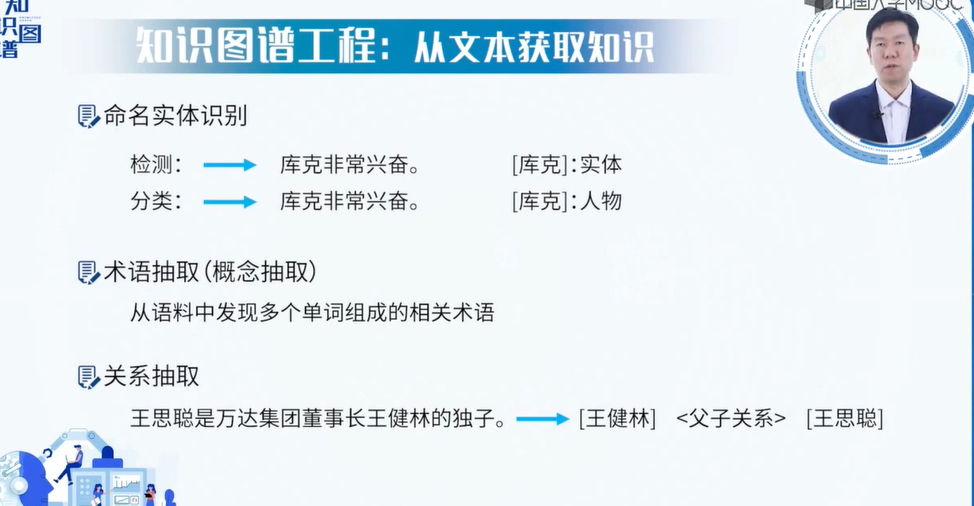 知识图谱
中国大学MOOC
知识图谱工程：从文本获取知识
命名实体识别
检测： 库克非常兴奋。 [库克]：实体
分类： 库克非常兴奋。 [库克]：人物
术语抽取（概念抽取）
从语料中发现多个单词组成的相关术语
关系抽取
王思聪是万达集团董事长王健林的独子。 [王健林] <父子关系> [王思聪]